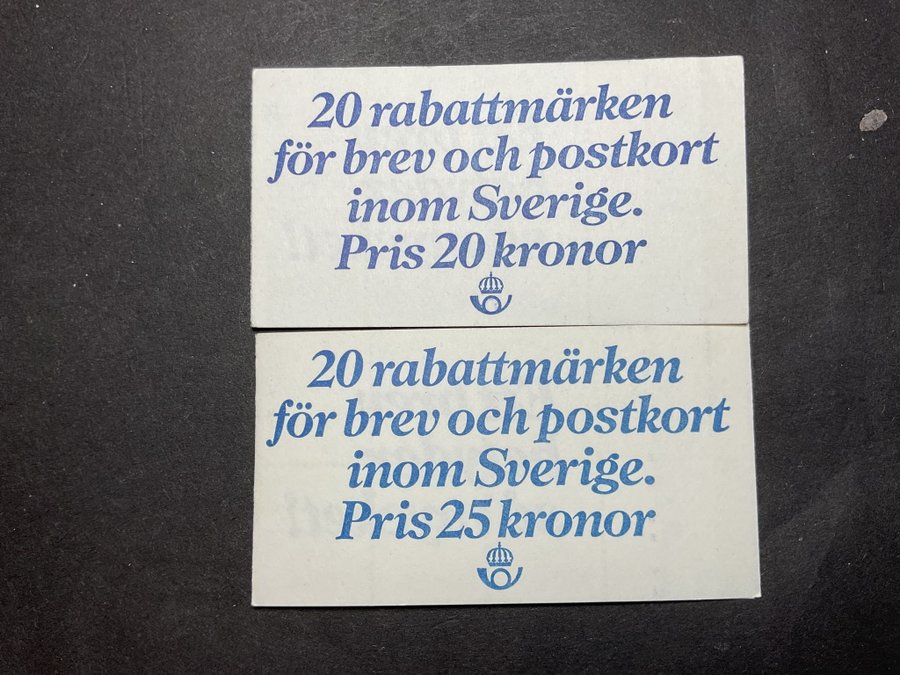 20 rabattmärken
för brev och postkort
inom Sverige.
Pris 20 kronor
20 rabattmärken
för brev och postkort
inom Sverige.
Pris 25 kronor